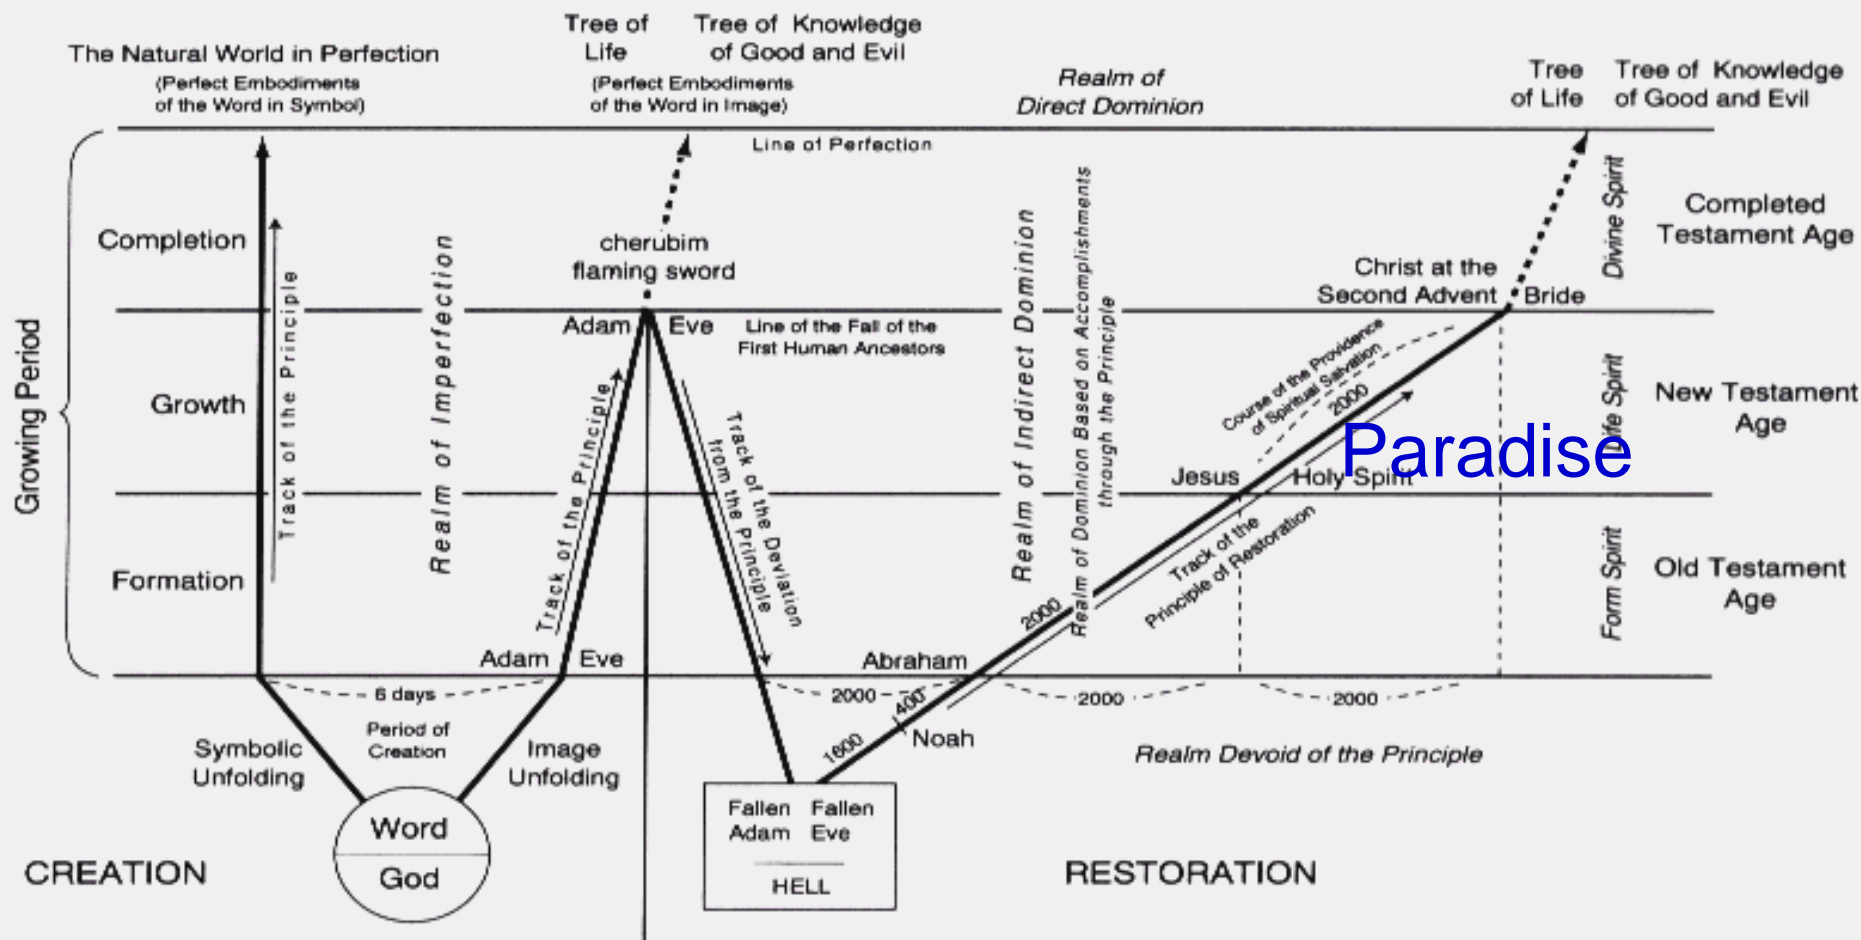 The Natural World in Perfection
(Perfect Embodiments
of the Word in Symbol)
Tree of
Life
Tree of Knowledge
of Good and Evil
(Perfect Embodiments
of the Word in Image)
Realm of
Direct Dominion
Tree
of Life
Tree of Knowledge
of Good and Evil
Line of Perfection
Growing Period
Completion
Growth
Formation
Track of the Principle
Realm of Imperfection
cherubim
flaming sword
Adam
Eve
Line of the Fall of the
First Human Ancestors
Track of the Principle
Track of the Deviation
from the Principle
Realm of Indirect Dominion
Realm of Dominion Based on Accomplishments
through the Principle
Christ at the
Second Advent
Bride
Course of the Providence
of Spiritual Salvation
2000
Paradise
Jesus
Holy Spirit
Track of the
Principle of Restoration
2000
Divine Spirit
Life Spirit
Form Spirit
Completed
Testament Age
New Testament
Age
Old Testament
Age
Adam
Eve
Abraham
6 days
2000
2000
2000
400
1600
Noah
Period of
Creation
Symbolic
Unfolding
Image
Unfolding
Realm Devoid of the Principle
Word
God
Fallen Fallen
Adam Eve
HELL
CREATION
RESTORATION